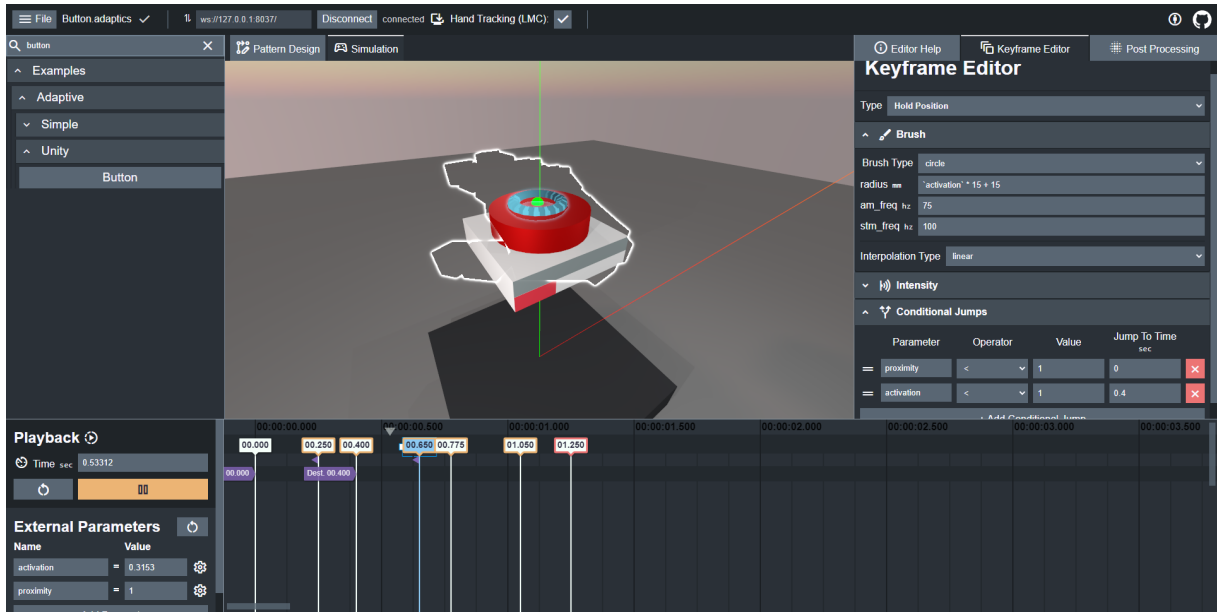 File Button.adaptics ws://127.0.0.1:8037/ Disconnect connected Hand Tracking (LMC):
button
Examples
Adaptive
Simple
Unity
Button
Pattern Design Simulation
Editor Help Keyframe Editor Post Processing
Keyframe Editor
Type Hold Position
Brush
Brush Type circle
radius mm `activation` * 15 + 15
am_freq hz 75
stm_freq hz 100
Interpolation Type linear
Intensity
Conditional Jumps
Parameter Operator Value Jump To Time sec
proximity < 1 0
activation < 1 0.4
+ Add Conditional Jump
Playback
Time sec 0.53312
External Parameters
Name Value
activation = 0.3153
proximity = 1
00:00:00.000 00:00:00.500 00:00:01.000 00:00:01.500 00:00:02.000 00:00:02.500 00:00:03.000 00:00:03.500
00.000 00.250 00.400 00.650 00.775 01.050 01.250
00.000 Dest. 00.400